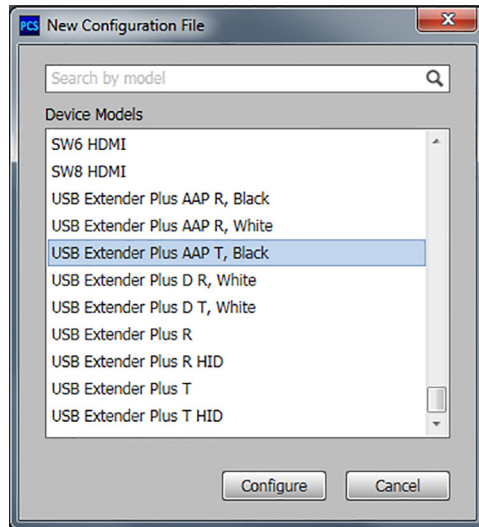 PCS New Configuration File
Search by model
Device Models
SW6 HDMI
SW8 HDMI
USB Extender Plus AAP R, Black
USB Extender Plus AAP R, White
USB Extender Plus AAP T, Black
USB Extender Plus D R, White
USB Extender Plus D T, White
USB Extender Plus R
USB Extender Plus R HID
USB Extender Plus T
USB Extender Plus T HID
Configure Cancel